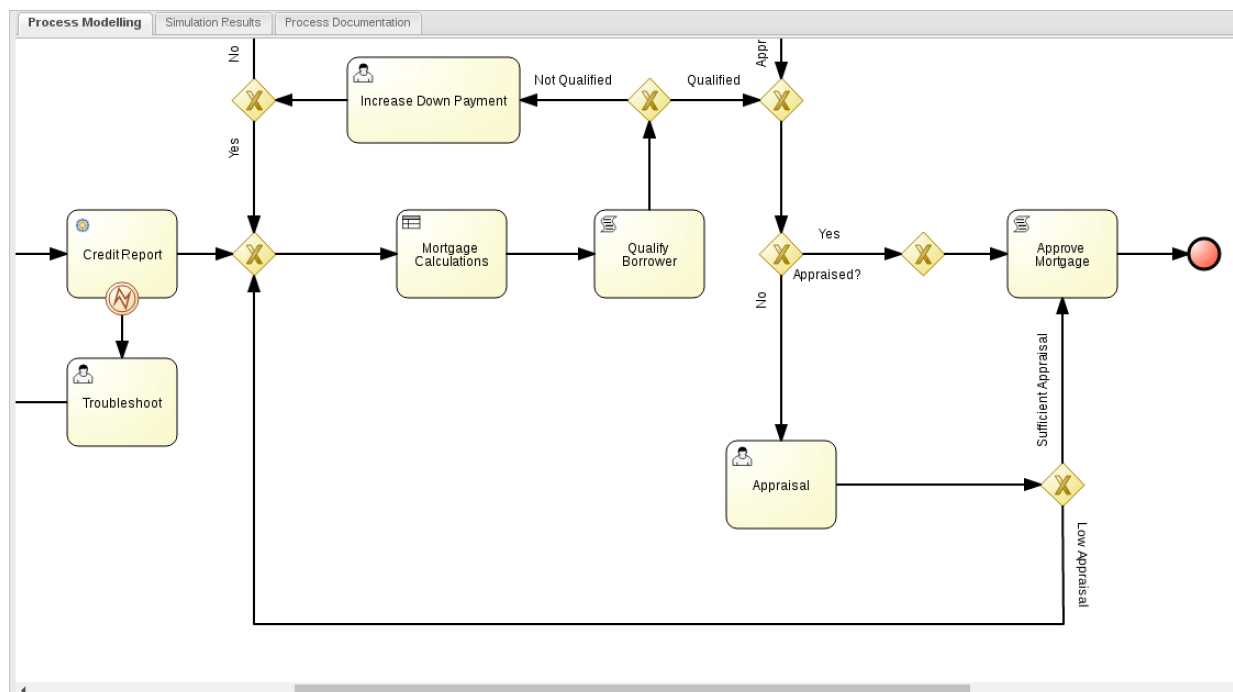 Process Modelling
Simulation Results
Process Documentation
No
Appr
Increase Down Payment
Not Qualified
Qualified
Yes
Credit Report
Mortgage
Calculations
Qualify
Borrower
Yes
Appraised?
Approve
Mortgage
No
Troubleshoot
Sufficient Appraisal
Appraisal
Low Appraisal